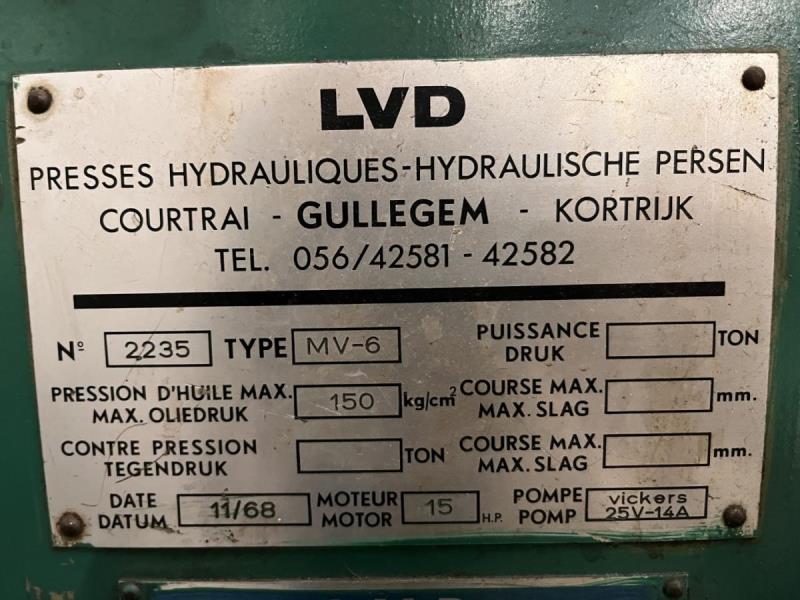 LVD
PRESSES HYDRAULIQUES-HYDRAULISCHE PERSEN
COURTRAI - GULLEGEM - KORTRIJK
TEL. 056/42581 - 42582
Nº 2235 TYPE MV-6 PUISSANCE DRUK TON
PRESSION D'HUILE MAX. MAX. OLIEDRUK 150 kg/cm² COURSE MAX. MAX. SLAG mm.
CONTRE PRESSION TEGENDRUK TON COURSE MAX. MAX. SLAG mm.
DATE DATUM 11/68 MOTEUR MOTOR 15 H.P. POMPE POMP vickers 25V-14A